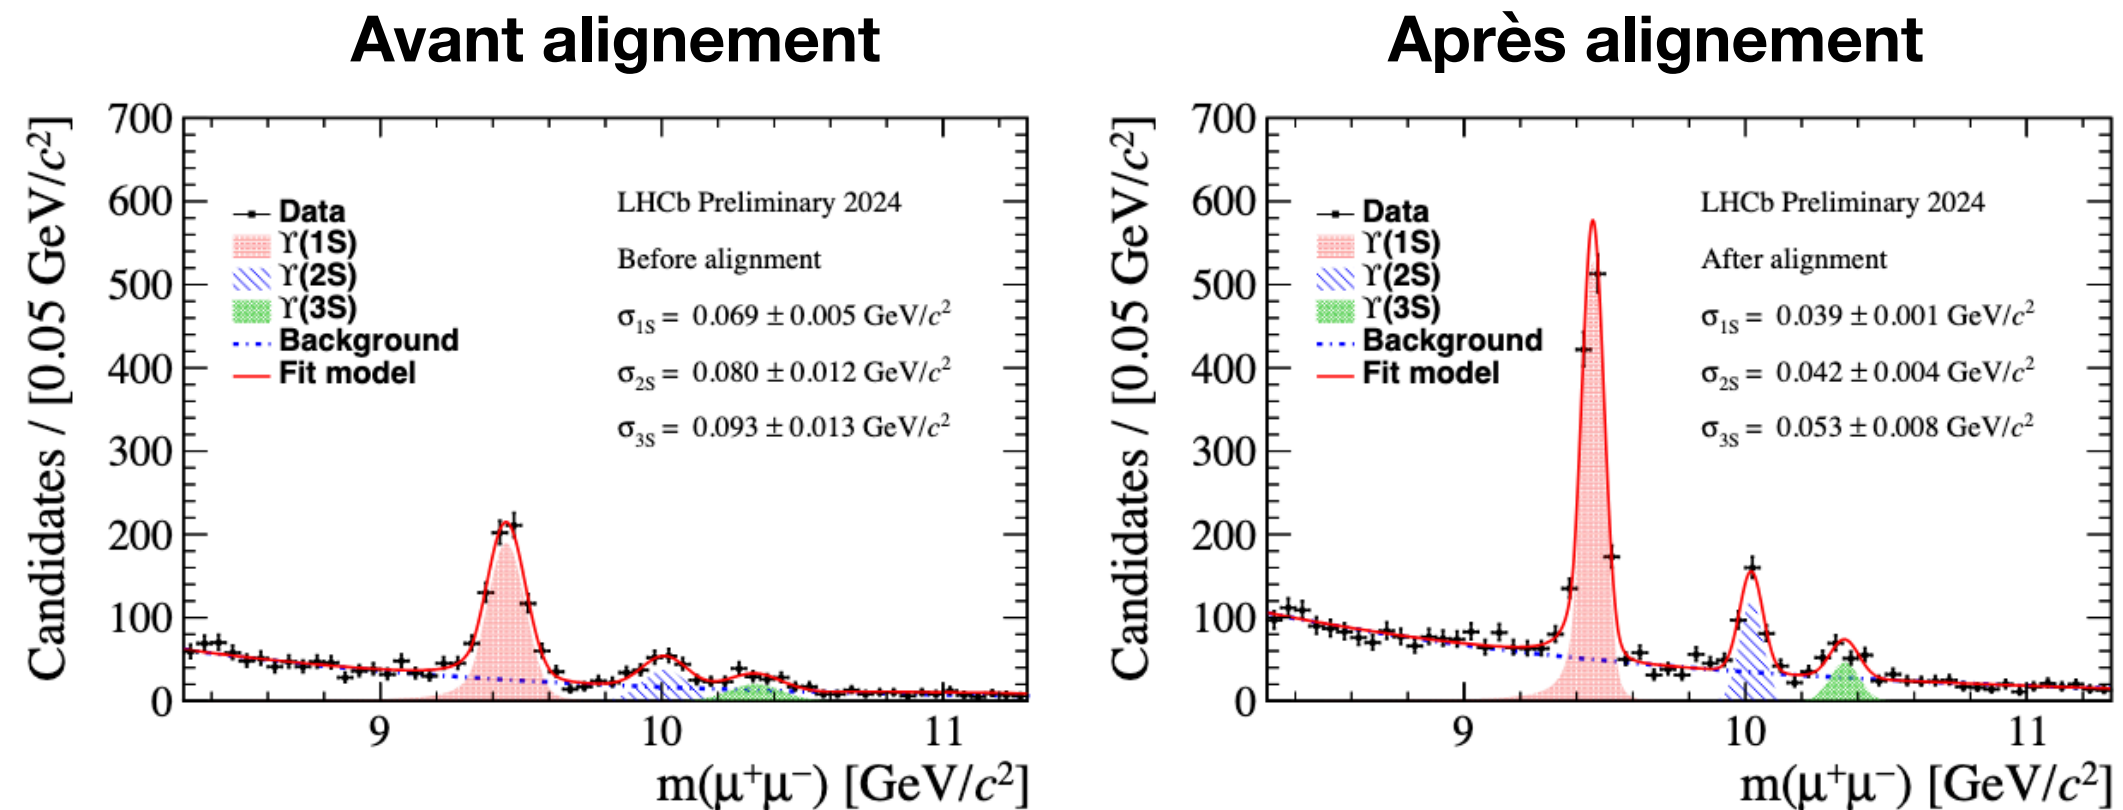 Avant alignement
Candidates / [0.05 GeV/c²]
700
600
500
400
300
200
100
0
Data
ϒ(1S)
ϒ(2S)
ϒ(3S)
Background
Fit model
LHCb Preliminary 2024
Before alignment
σ₁S = 0.069 ± 0.005 GeV/c²
σ₂S = 0.080 ± 0.012 GeV/c²
σ₃S = 0.093 ± 0.013 GeV/c²
9 10 11
m(μ⁺μ⁻) [GeV/c²]
Après alignement
Candidates / [0.05 GeV/c²]
700
600
500
400
300
200
100
0
Data
ϒ(1S)
ϒ(2S)
ϒ(3S)
Background
Fit model
LHCb Preliminary 2024
After alignment
σ₁S = 0.039 ± 0.001 GeV/c²
σ₂S = 0.042 ± 0.004 GeV/c²
σ₃S = 0.053 ± 0.008 GeV/c²
9 10 11
m(μ⁺μ⁻) [GeV/c²]